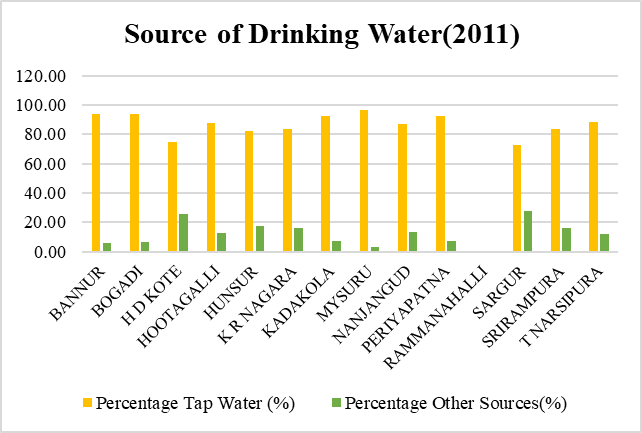 Source of Drinking Water(2011)
120.00
100.00
80.00
60.00
40.00
20.00
0.00
BANNUR
BOGADI
H D KOTE
HOOTAGALLI
HUNSUR
K R NAGARA
KADAKOLA
MYSURU
NANJANGUD
PERIYAPATNA
RAMMANAHALLI
SARGUR
SRIRAMPURA
T NARSIPURA
Percentage Tap Water (%)
Percentage Other Sources(%)